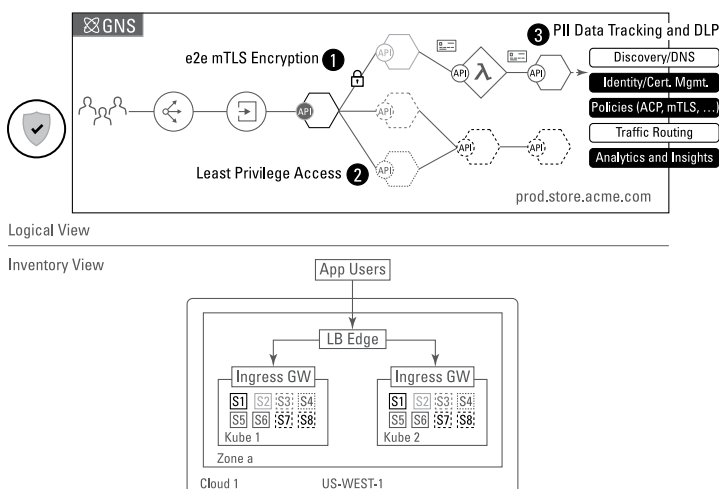 GNS
e2e mTLS Encryption 1
3 PII Data Tracking and DLP
API
API
λ
API
Discovery/DNS
Identity/Cert. Mgmt.
Policies (ACP, mTLS, ...)
Traffic Routing
Analytics and Insights
API
API
API
API
API
Least Privilege Access 2
prod.store.acme.com
Logical View
Inventory View
App Users
LB Edge
Ingress GW
S1 S2 S3 S4
S5 S6 S7 S8
Kube 1
Ingress GW
S1 S2 S3 S4
S5 S6 S7 S8
Kube 2
Zone a
Cloud 1
US-WEST-1